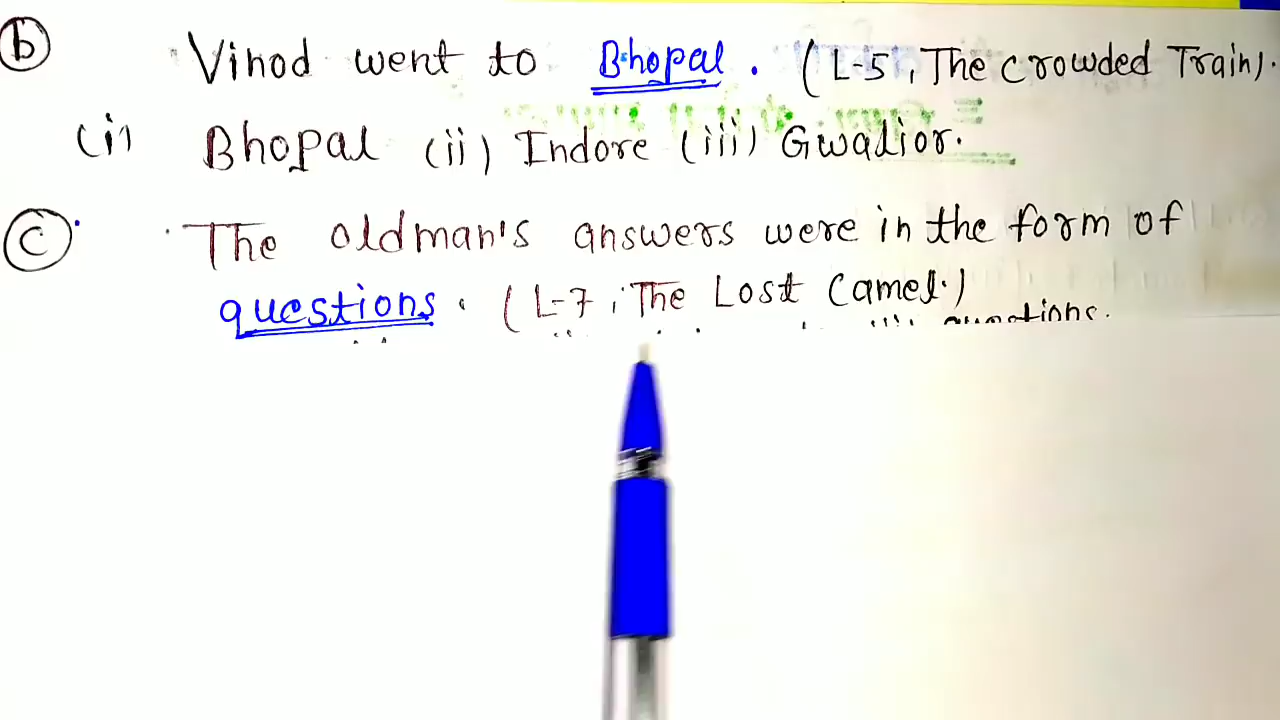 b Vinod went to Bhopal. (L-5, The Crowded Train).
(i) Bhopal (ii) Indore (iii) Gwalior.
c The oldman's answers were in the form of
questions. (L-7, The Lost Camel.)
questions.